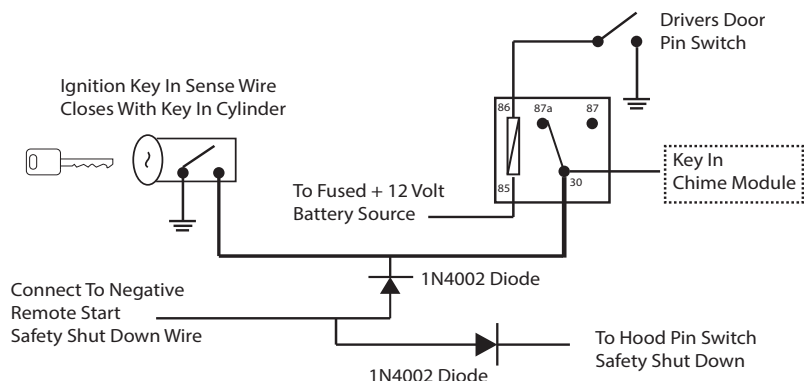 Drivers Door
Pin Switch
Ignition Key In Sense Wire
Closes With Key In Cylinder
86
87a
87
85
30
Key In
Chime Module
To Fused + 12 Volt
Battery Source
1N4002 Diode
Connect To Negative
Remote Start
Safety Shut Down Wire
To Hood Pin Switch
Safety Shut Down
1N4002 Diode